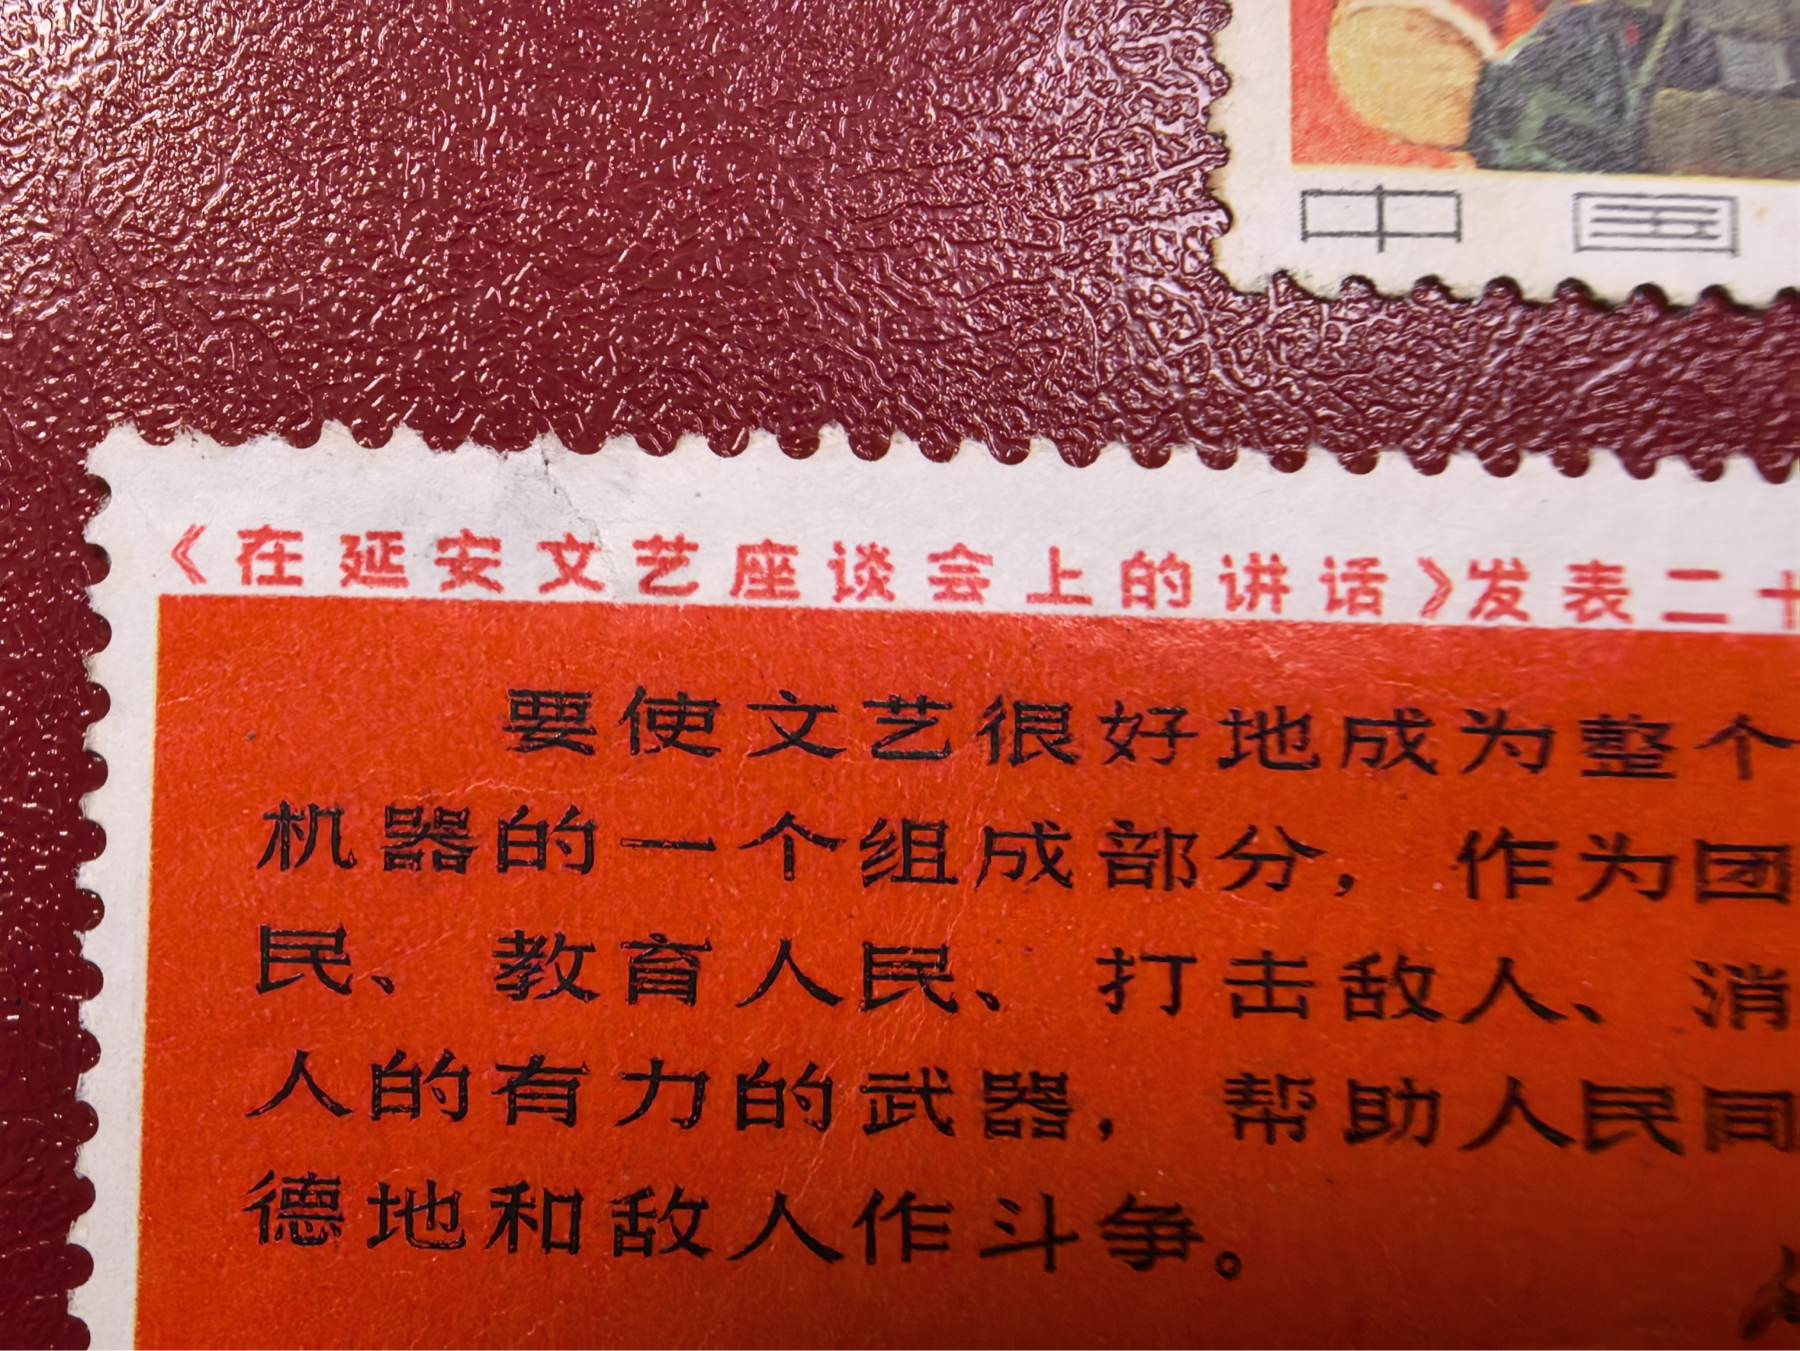 中国
《在延安文艺座谈会上的讲话》发表二十
要使文艺很好地成为整个
机器的一个组成部分，作为团
民、教育人民、打击敌人、消
人的有力的武器，帮助人民同
德地和敌人作斗争。